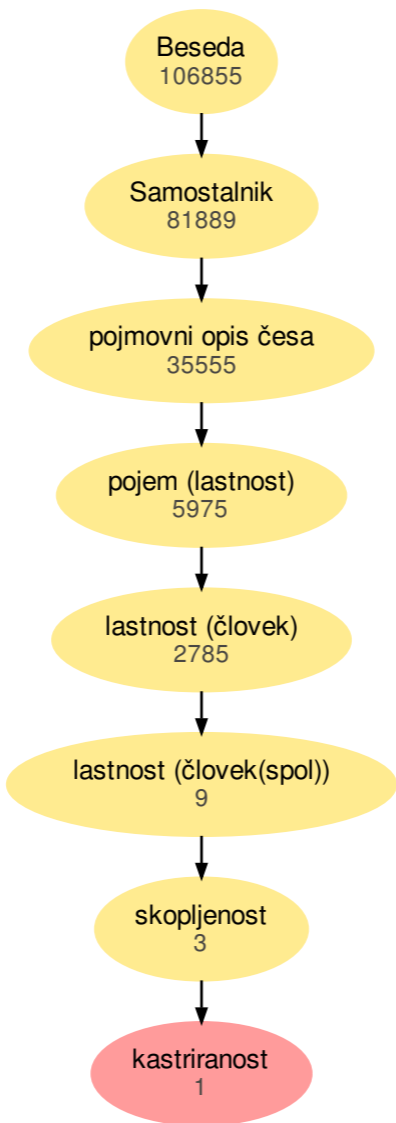 Beseda
106855
Samostalnik
81889
pojmovni opis česa
35555
pojem (lastnost)
5975
lastnost (človek)
2785
lastnost (človek(spol))
9
skopljenost
3
kastriranost
1